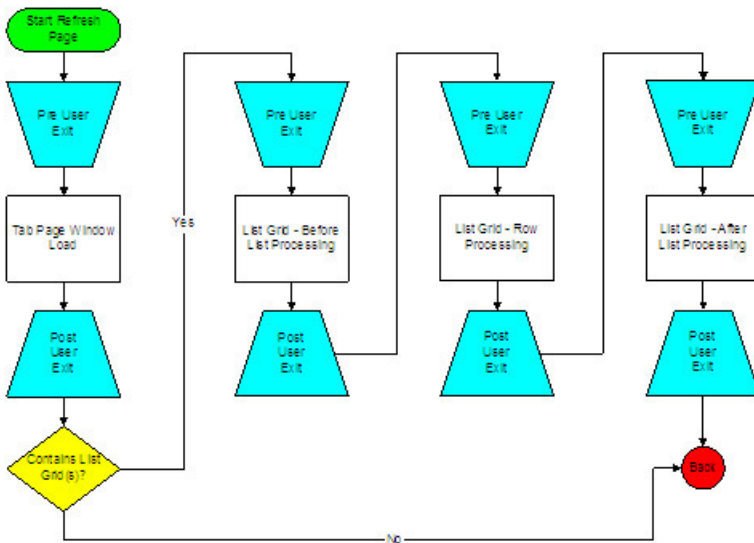 Start Refresh
Page
Pre User
Exit
Tab Page Window
Load
Post
User
Exit
Contains List
Grid(s)?
Yes
Pre User
Exit
List Grid - Before
List Processing
Post
User
Exit
Pre User
Exit
List Grid - Row
Processing
Post
User
Exit
Pre User
Exit
List Grid -After
List Processing
Post
User
Exit
Back
No